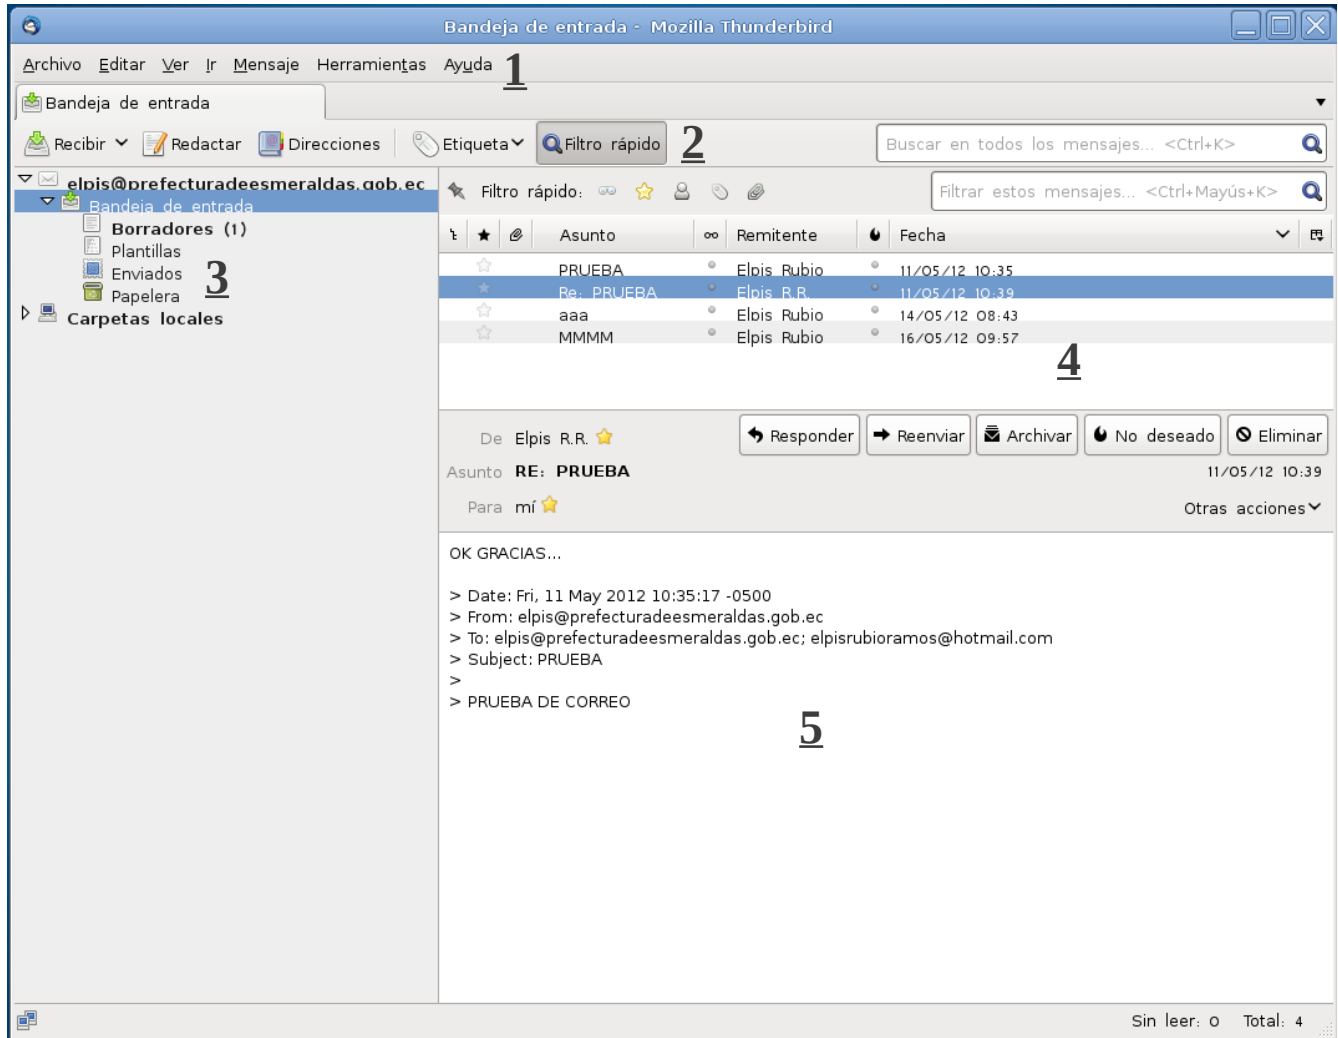 Bandeja de entrada - Mozilla Thunderbird
Archivo Editar Ver Ir Mensaje Herramientas Ayuda 1
Bandeja de entrada
Recibir Redactar Direcciones Etiqueta Filtro rápido 2 Buscar en todos los mensajes... <Ctrl+K>
elpis@prefecturadeesmeraldas.gob.ec
Bandeja de entrada
Borradores (1)
Plantillas
Enviados
Papelera
3
Carpetas locales
Filtro rápido: Filtrar estos mensajes... <Ctrl+Mayús+K>
Asunto Remitente Fecha
PRUEBA Elpis Rubio 11/05/12 10:35
Re: PRUEBA Elpis R.R. 11/05/12 10:39
aaa Elpis Rubio 14/05/12 08:43
MMMM Elpis Rubio 16/05/12 09:57
4
De Elpis R.R. Responder Reenviar Archivar No deseado Eliminar
Asunto RE: PRUEBA 11/05/12 10:39
Para mí Otras acciones
OK GRACIAS...
> Date: Fri, 11 May 2012 10:35:17 -0500
> From: elpis@prefecturadeesmeraldas.gob.ec
> To: elpis@prefecturadeesmeraldas.gob.ec; elpisrubioramos@hotmail.com
> Subject: PRUEBA
>
> PRUEBA DE CORREO
5
Sin leer: 0 Total: 4